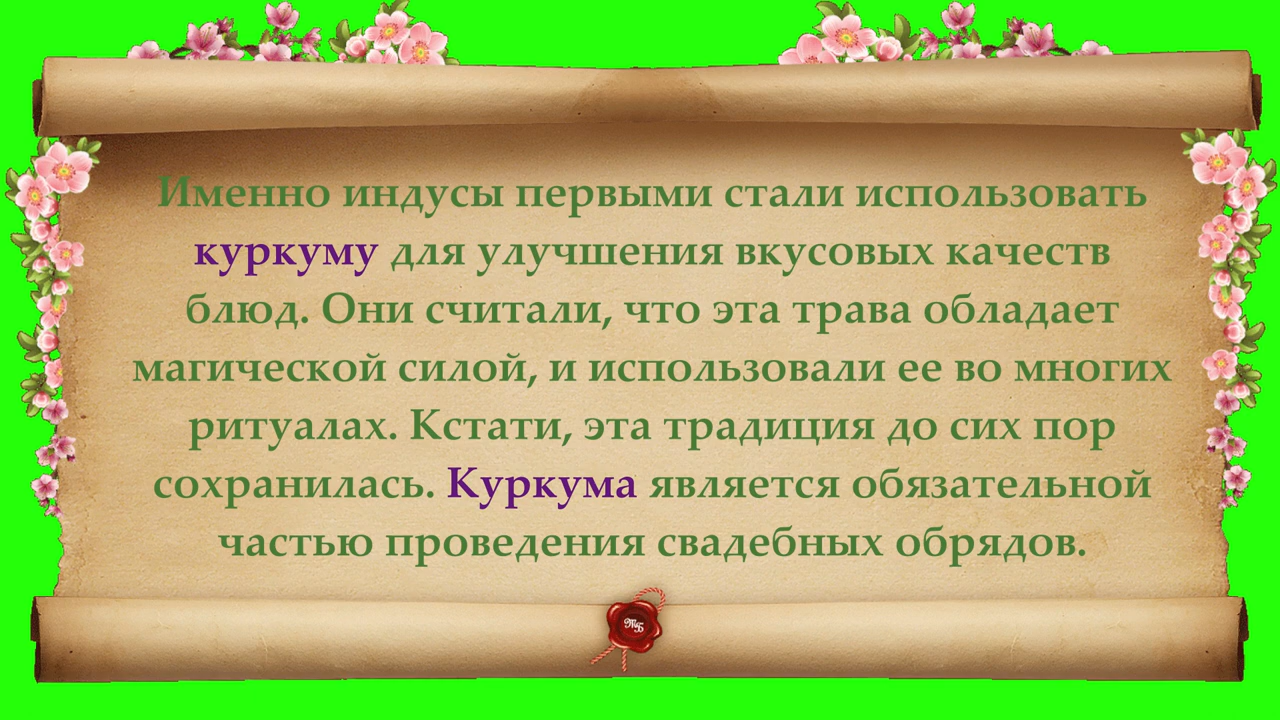 Именно индусы первыми стали использовать
куркуму для улучшения вкусовых качеств
блюд. Они считали, что эта трава обладает
магической силой, и использовали ее во многих
ритуалах. Кстати, эта традиция до сих пор
сохранилась. Куркума является обязательной
частью проведения свадебных обрядов.